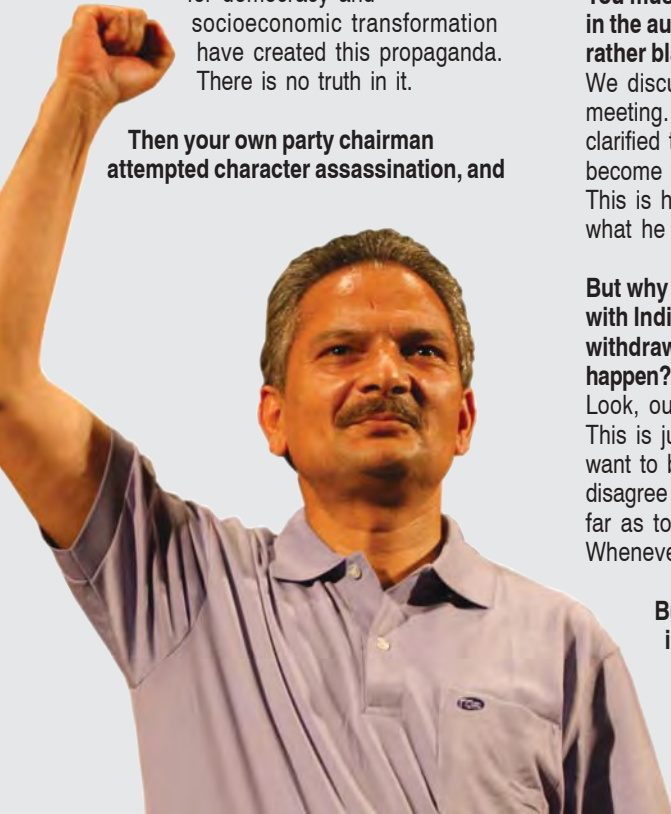 for democracy and
socioeconomic transformation
have created this propaganda.
There is no truth in it.
Then your own party chairman
attempted character assassination, and
in the au
rather bla
We discu
meeting.
clarified
become
This is h
what he
But why
with Indi
withdraw
happen?
Look, ou
This is ju
want to b
disagree
far as to
Wheneve